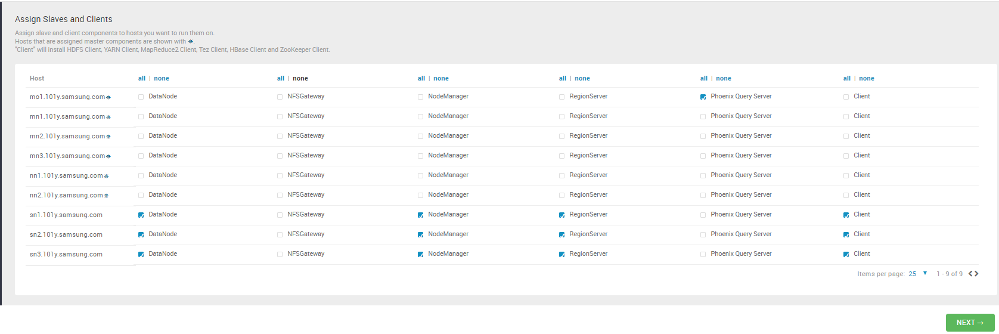 Assign Slaves and Clients
Assign slave and client components to hosts you want to run them on.
Hosts that are assigned master components are shown with ✵.
"Client" will install HDFS Client, YARN Client, MapReduce2 Client, Tez Client, HBase Client and ZooKeeper Client.
Host all | none all | none all | none all | none all | none all | none
mo1.101y.samsung.com✵ DataNode NFSGateway NodeManager RegionServer Phoenix Query Server Client
mn1.101y.samsung.com✵ DataNode NFSGateway NodeManager RegionServer Phoenix Query Server Client
mn2.101y.samsung.com✵ DataNode NFSGateway NodeManager RegionServer Phoenix Query Server Client
mn3.101y.samsung.com✵ DataNode NFSGateway NodeManager RegionServer Phoenix Query Server Client
nn1.101y.samsung.com✵ DataNode NFSGateway NodeManager RegionServer Phoenix Query Server Client
nn2.101y.samsung.com✵ DataNode NFSGateway NodeManager RegionServer Phoenix Query Server Client
sn1.101y.samsung.com DataNode NFSGateway NodeManager RegionServer Phoenix Query Server Client
sn2.101y.samsung.com DataNode NFSGateway NodeManager RegionServer Phoenix Query Server Client
sn3.101y.samsung.com DataNode NFSGateway NodeManager RegionServer Phoenix Query Server Client
Items per page: 25 ▼ 1 - 9 of 9 < >
NEXT →